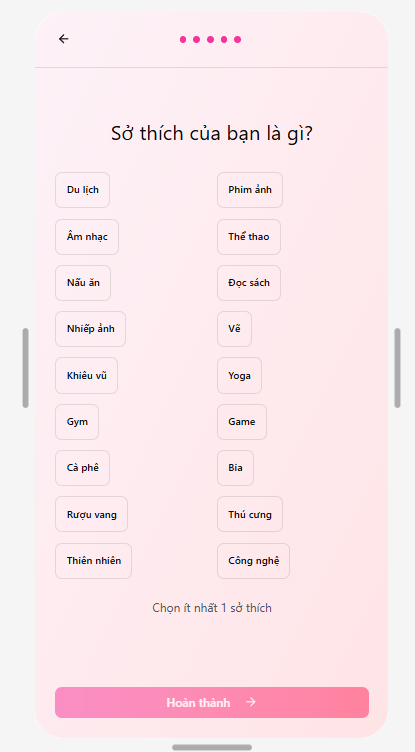 Sở thích của bạn là gì?
Du lịch
Phim ảnh
Âm nhạc
Thể thao
Nấu ăn
Đọc sách
Nhiếp ảnh
Vẽ
Khiêu vũ
Yoga
Gym
Game
Cà phê
Bia
Rượu vang
Thú cưng
Thiên nhiên
Công nghệ
Chọn ít nhất 1 sở thích
Hoàn thành